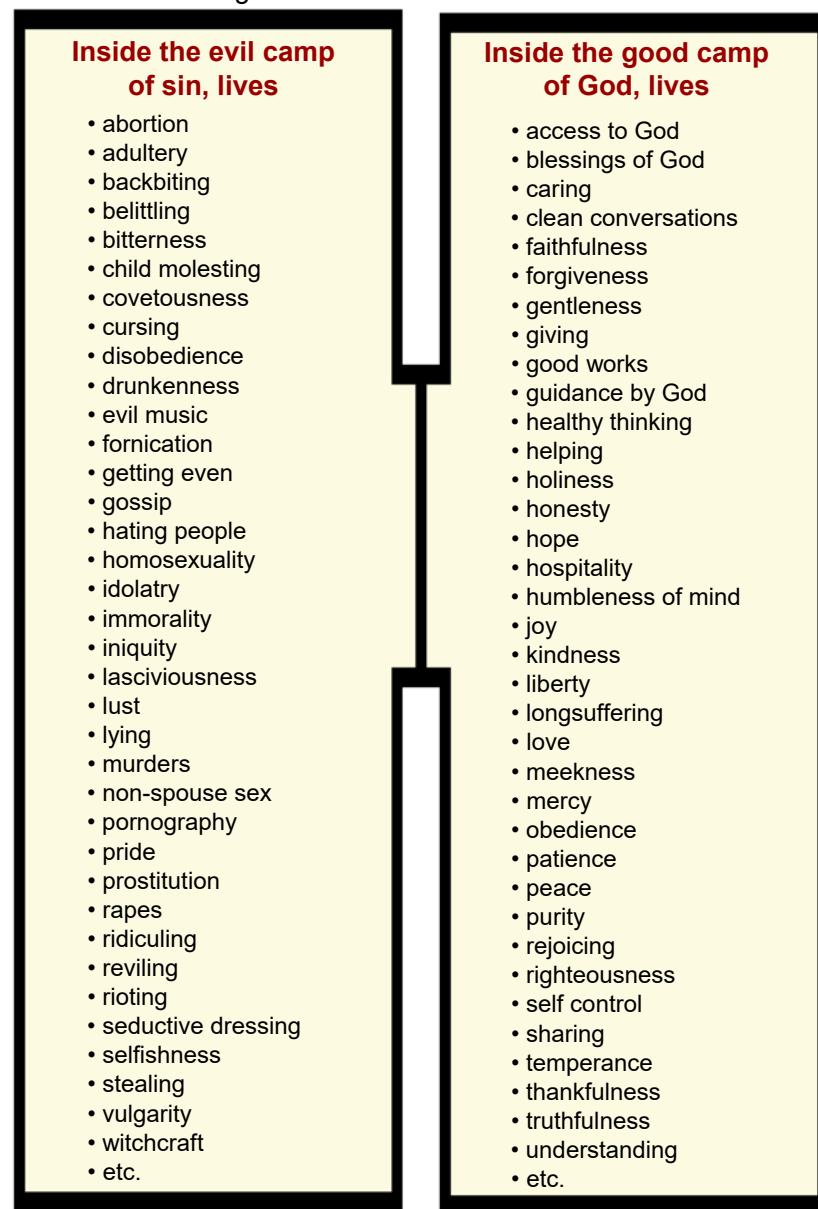 Inside the evil camp
of sin, lives
• abortion
• adultery
• backbiting
• belittling
• bitterness
• child molesting
• covetousness
• cursing
• disobedience
• drunkenness
• evil music
• fornication
• getting even
• gossip
• hating people
• homosexuality
• idolatry
• immorality
• iniquity
• lasciviousness
• lust
• lying
• murders
• non-spouse sex
• pornography
• pride
• prostitution
• rapes
• ridiculing
• reviling
• rioting
• seductive dressing
• selfishness
• stealing
• vulgarity
• witchcraft
• etc.
Inside the good camp
of God, lives
• access to God
• blessings of God
• caring
• clean conversations
• faithfulness
• forgiveness
• gentleness
• giving
• good works
• guidance by God
• healthy thinking
• helping
• holiness
• honesty
• hope
• hospitality
• humbleness of mind
• joy
• kindness
• liberty
• longsuffering
• love
• meekness
• mercy
• obedience
• patience
• peace
• purity
• rejoicing
• righteousness
• self control
• sharing
• temperance
• thankfulness
• truthfulness
• understanding
• etc.